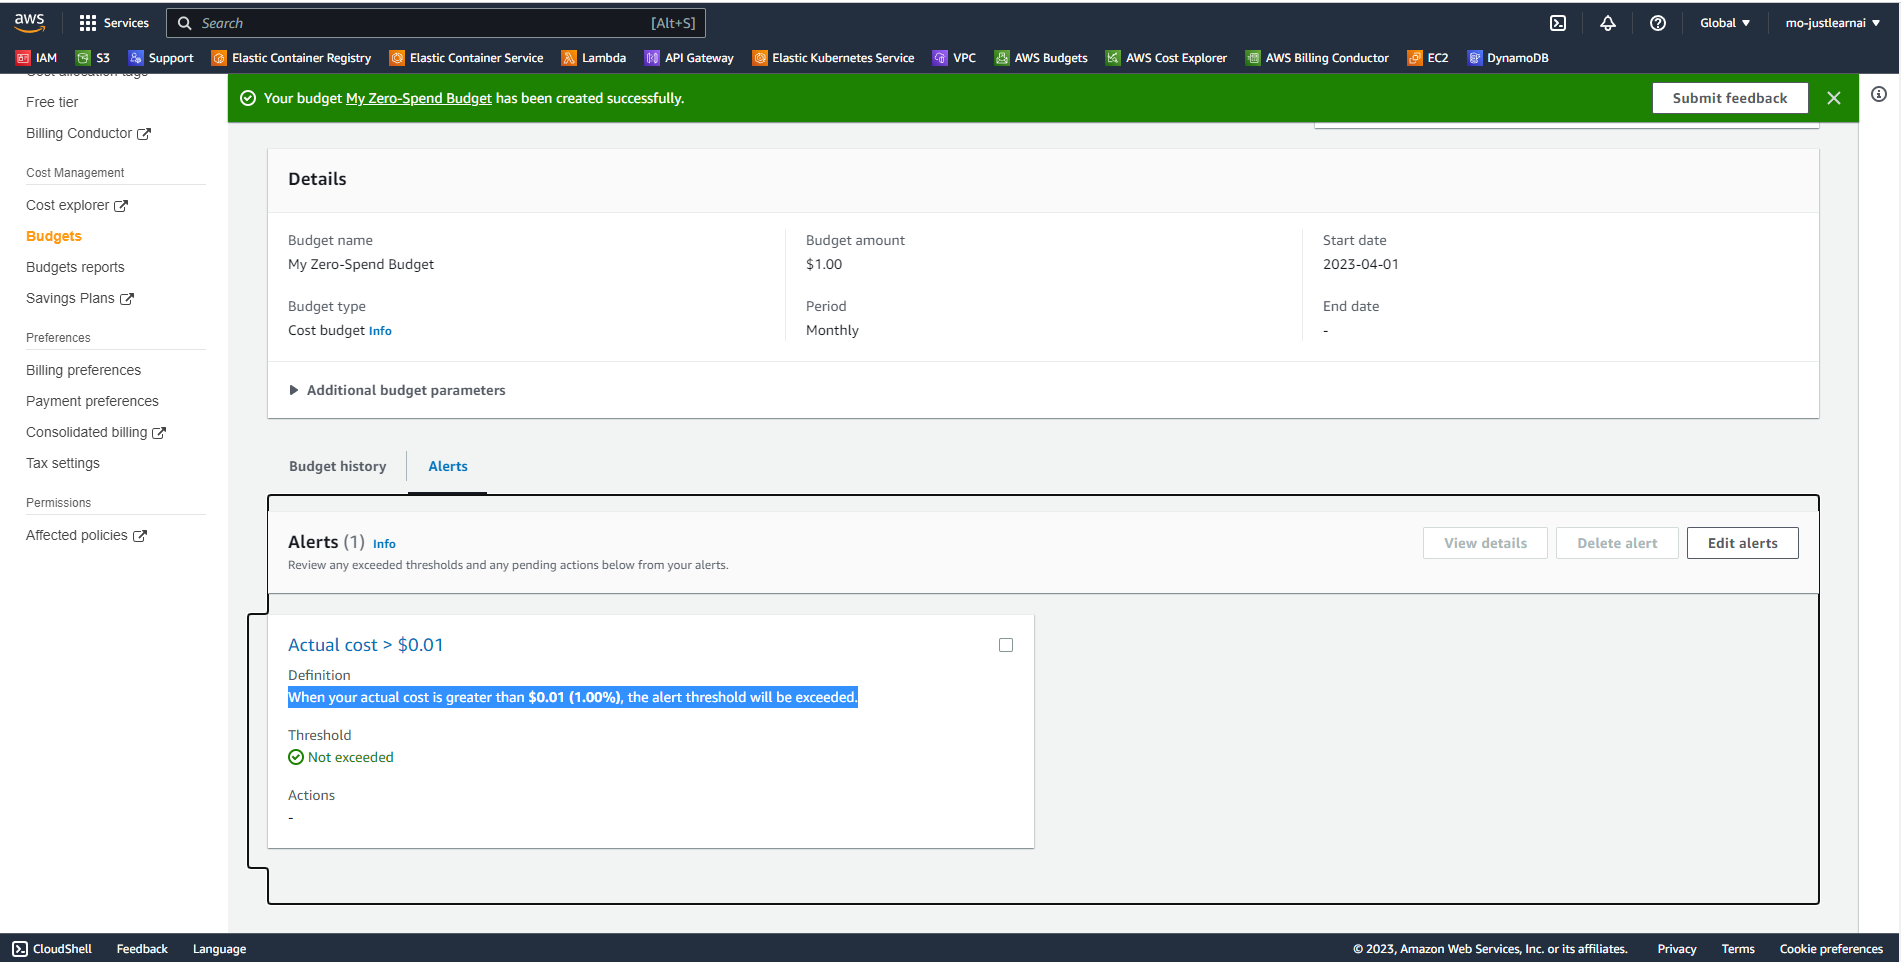 aws
Services
Search
[Alt+S]
Global
mo-justlearnai
IAM
S3
Support
Elastic Container Registry
Elastic Container Service
Lambda
API Gateway
Elastic Kubernetes Service
VPC
AWS Budgets
AWS Cost Explorer
AWS Billing Conductor
EC2
DynamoDB
Cost allocation tags
Free tier
Billing Conductor
Cost Management
Cost explorer
Budgets
Budgets reports
Savings Plans
Preferences
Billing preferences
Payment preferences
Consolidated billing
Tax settings
Permissions
Affected policies
Your budget My Zero-Spend Budget has been created successfully.
Submit feedback
Details
Budget name
My Zero-Spend Budget
Budget type
Cost budget Info
Budget amount
$1.00
Period
Monthly
Start date
2023-04-01
End date
-
Additional budget parameters
Budget history
Alerts
Alerts (1) Info
Review any exceeded thresholds and any pending actions below from your alerts.
View details
Delete alert
Edit alerts
Actual cost > $0.01
Definition
When your actual cost is greater than $0.01 (1.00%), the alert threshold will be exceeded.
Threshold
Not exceeded
Actions
-
CloudShell
Feedback
Language
© 2023, Amazon Web Services, Inc. or its affiliates.
Privacy
Terms
Cookie preferences